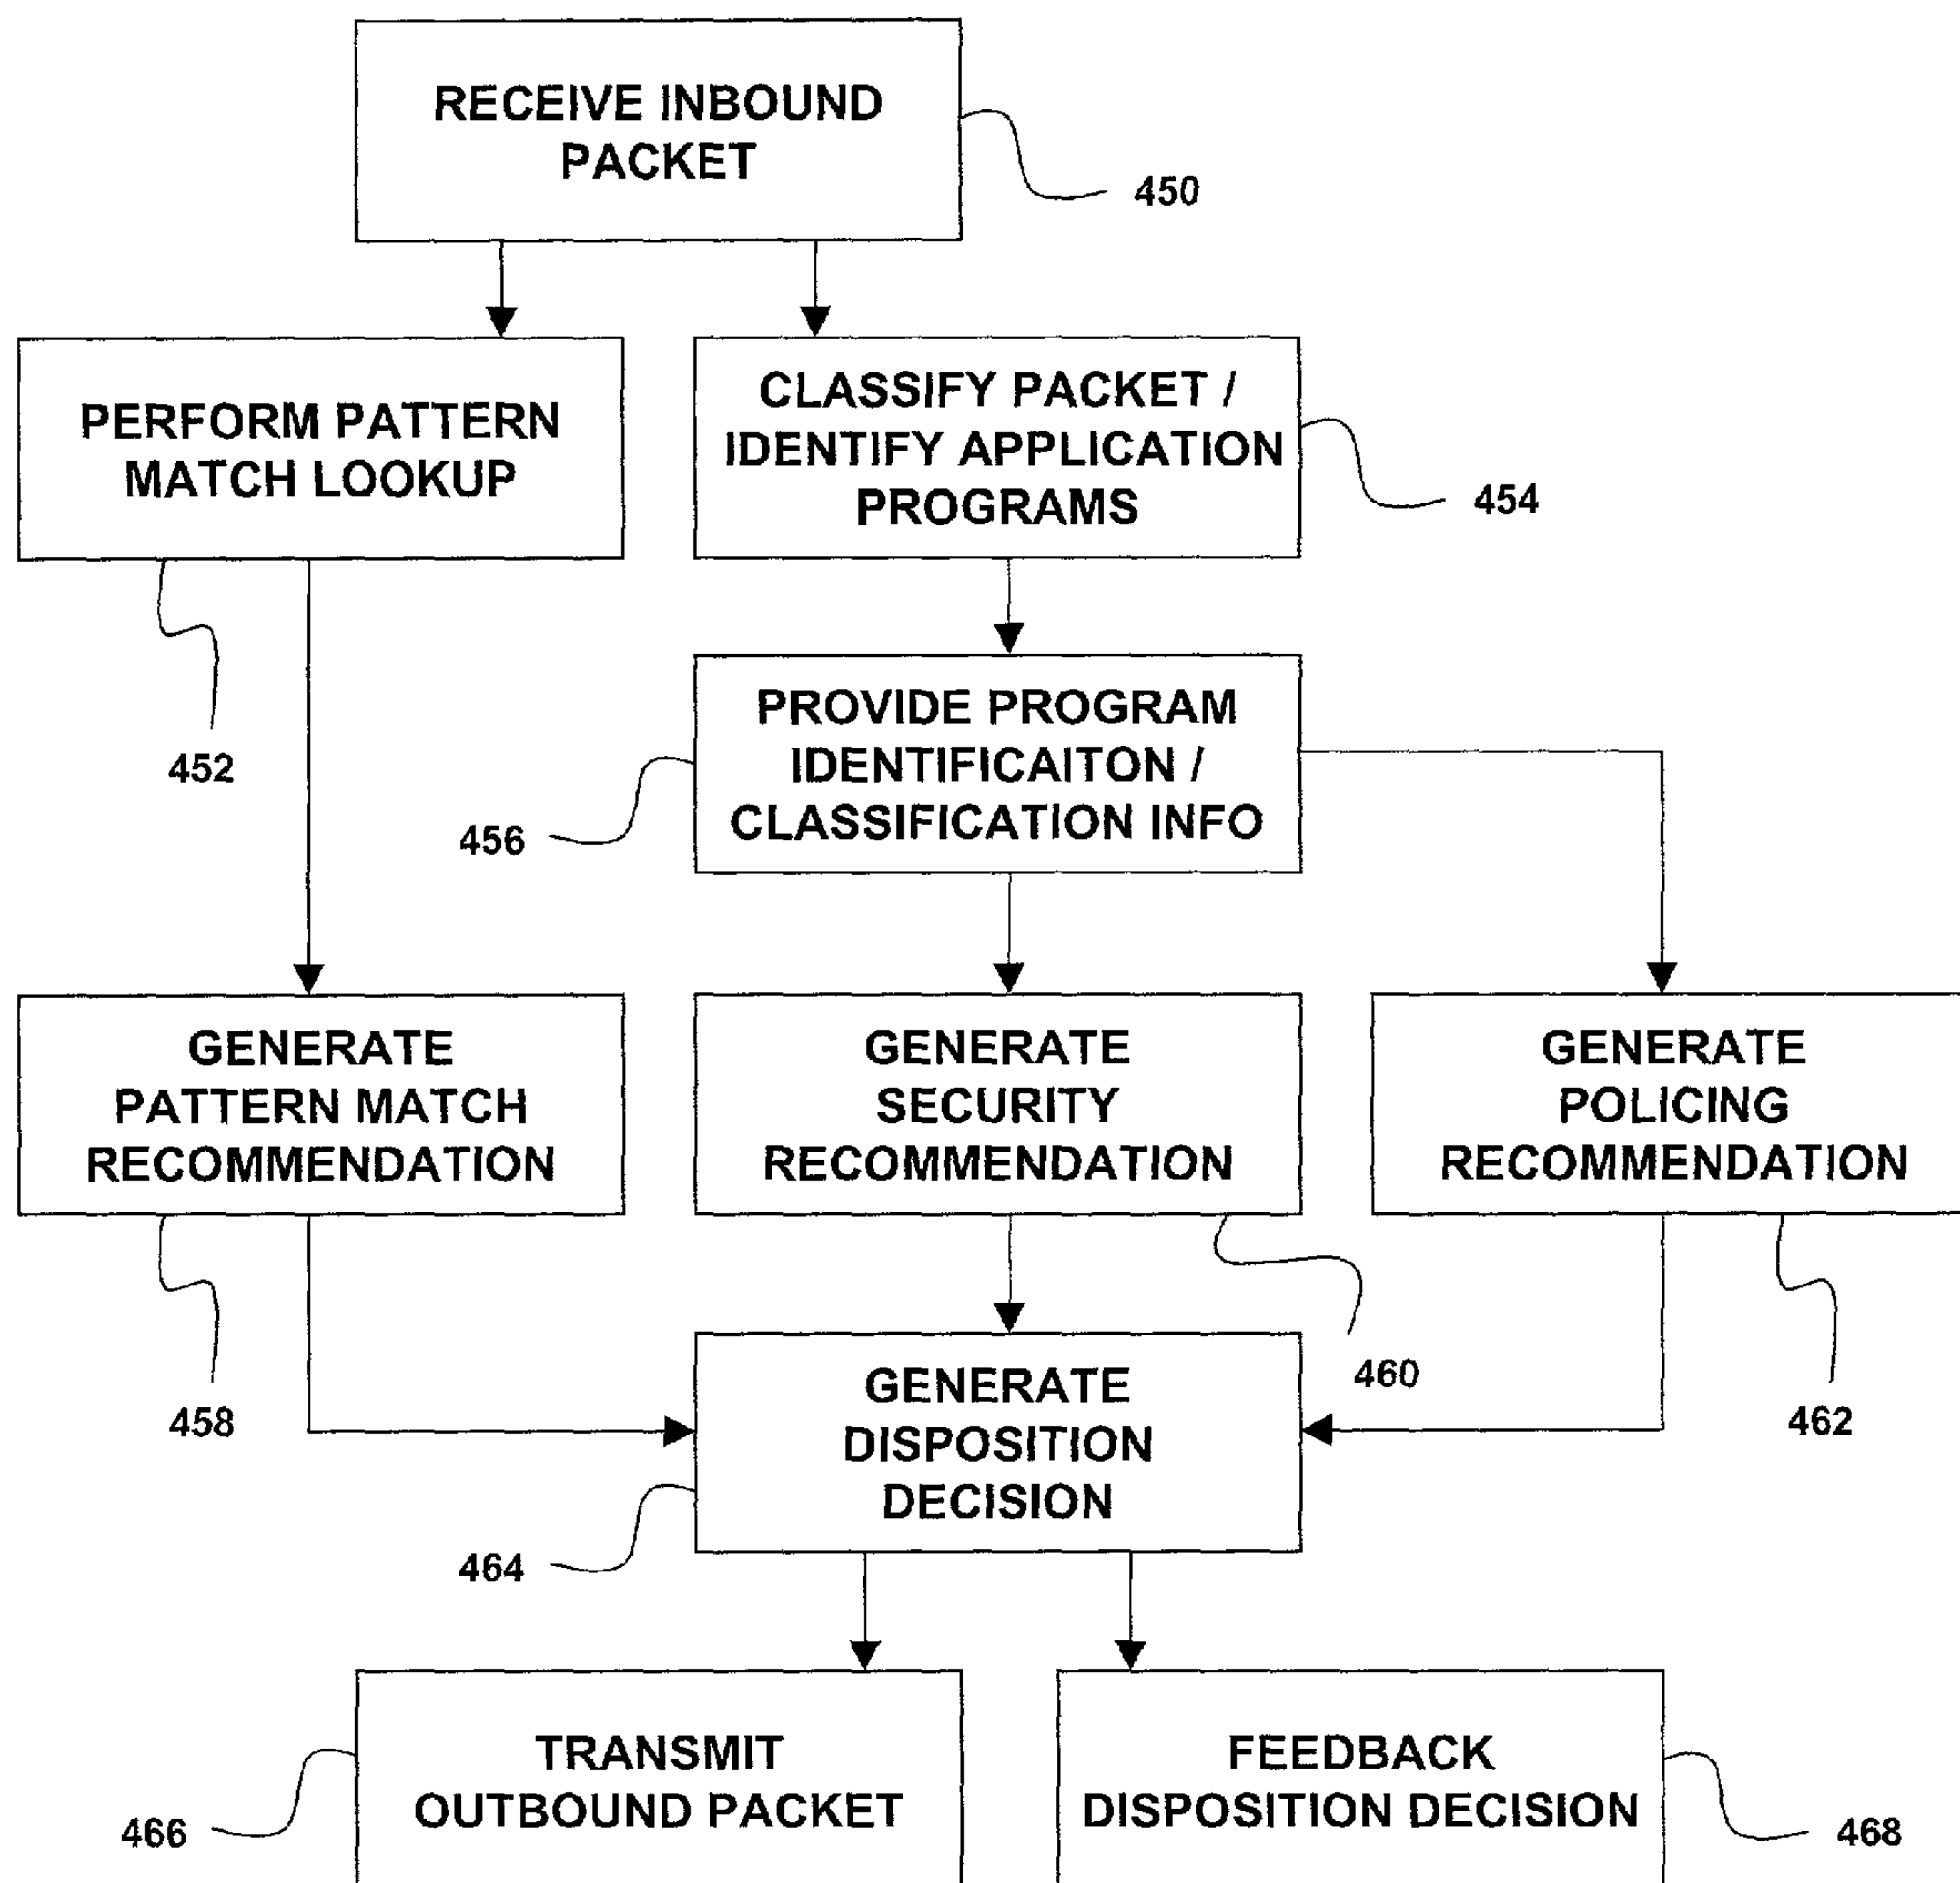 RECEIVE INBOUND
PACKET
450
PERFORM PATTERN
MATCH LOOKUP
452
CLASSIFY PACKET /
IDENTIFY APPLICATION
PROGRAMS
454
PROVIDE PROGRAM
IDENTIFICAITON /
CLASSIFICATION INFO
456
GENERATE
PATTERN MATCH
RECOMMENDATION
458
GENERATE
SECURITY
RECOMMENDATION
460
GENERATE
POLICING
RECOMMENDATION
462
GENERATE
DISPOSITION
DECISION
464
TRANSMIT
OUTBOUND PACKET
466
FEEDBACK
DISPOSITION DECISION
468